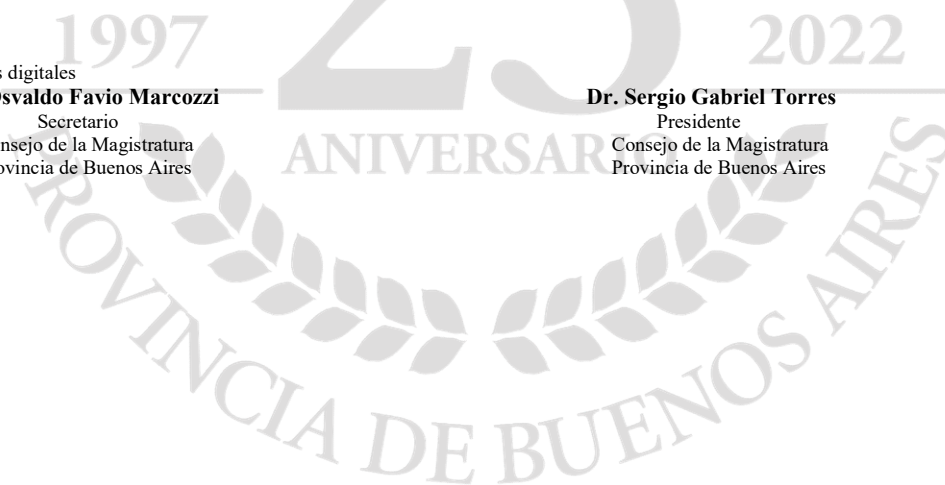 1997
2022
s digitales
svaldo Favio Marcozzi
Secretario
nsejo de la Magistratura
ovincia de Buenos Aires
Dr. Sergio Gabriel Torres
Presidente
Consejo de la Magistratura
Provincia de Buenos Aires
ANIVERSARIO
PROVINCIA DE BUENOS AIRES